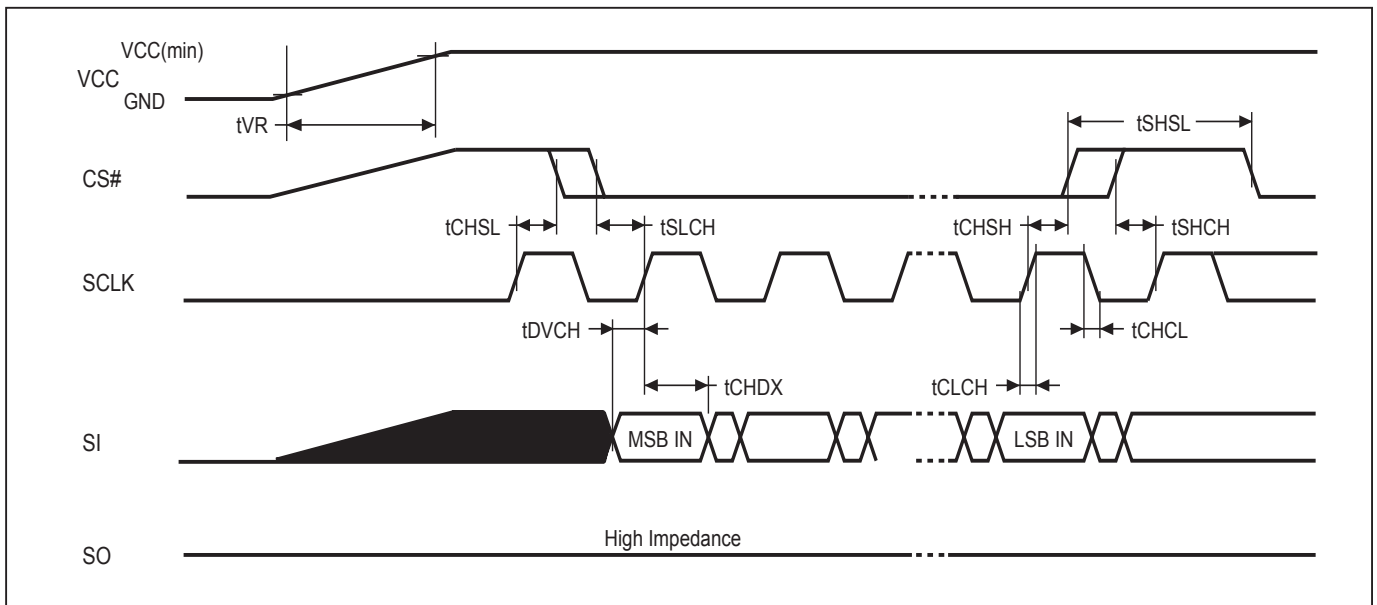 VCC(min)
VCC
GND
tVR
tSHSL
CS#
tCHSL
tSLCH
tCHSH
tSHCH
SCLK
tDVCH
tCHCL
tCHDX
tCLCH
SI
MSB IN
LSB IN
High Impedance
SO